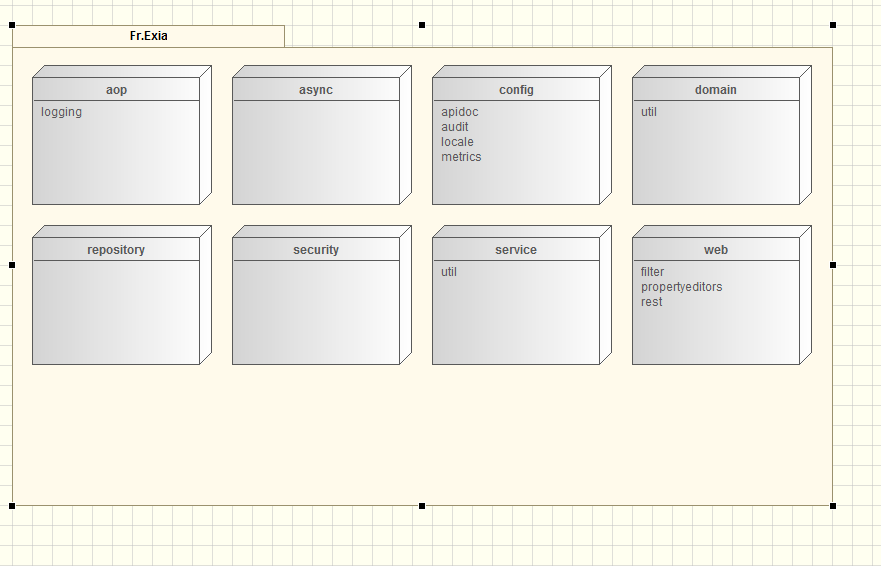 Fr.Exia
aop
logging
async
config
apidoc
audit
locale
metrics
domain
util
repository
security
service
util
web
filter
propertyeditors
rest